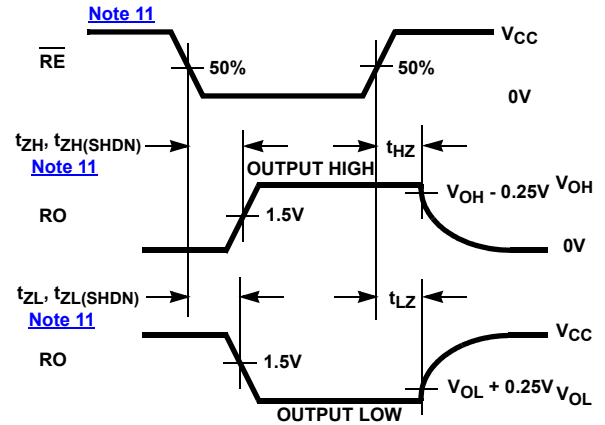 Note 11
RE
VCC
50%
50%
0V
tZH, tZH(SHDN)
Note 11
tHZ
OUTPUT HIGH
VOH - 0.25V
VOH
RO
1.5V
0V
tZL, tZL(SHDN)
Note 11
tLZ
VCC
RO
1.5V
VOL + 0.25V
VOL
OUTPUT LOW